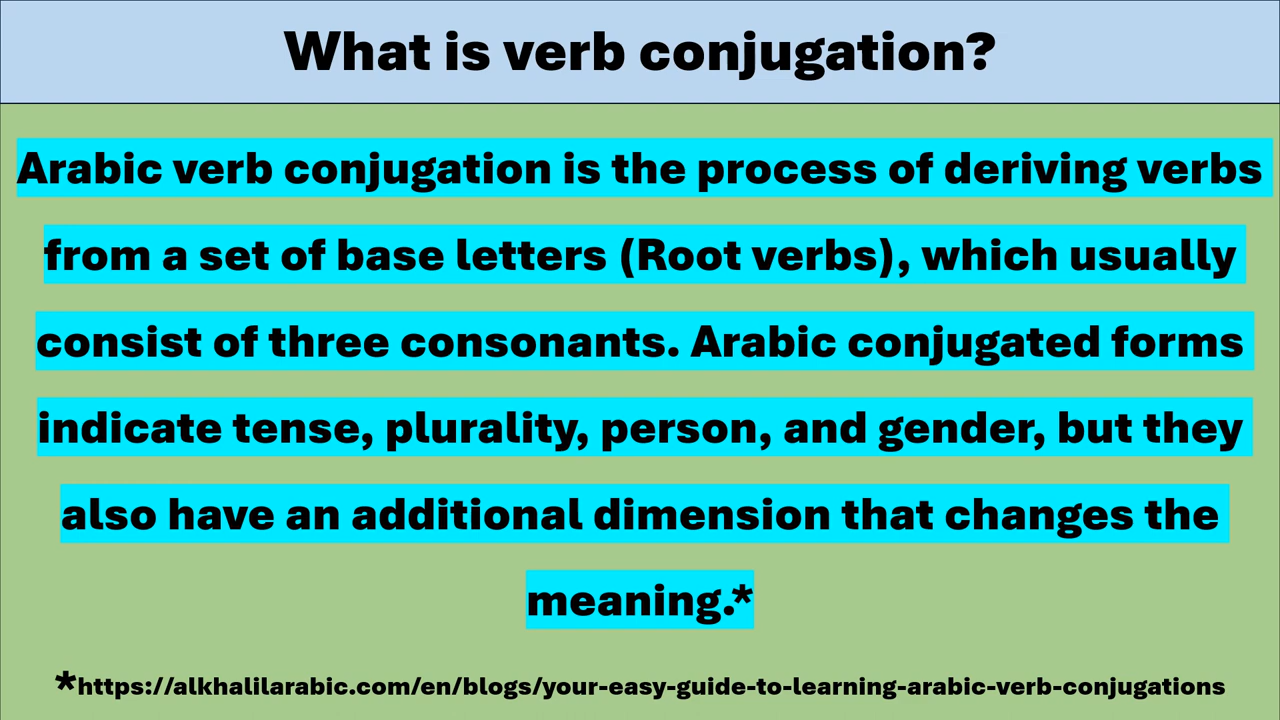 What is verb conjugation?
Arabic verb conjugation is the process of deriving verbs
from a set of base letters (Root verbs), which usually
consist of three consonants. Arabic conjugated forms
indicate tense, plurality, person, and gender, but they
also have an additional dimension that changes the
meaning.*
*https://alkhalilarabic.com/en/blogs/your-easy-guide-to-learning-arabic-verb-conjugations